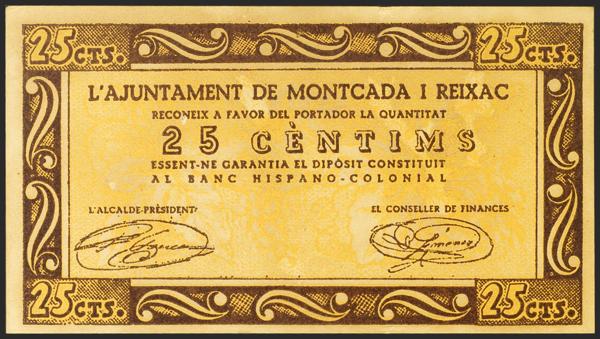 25 CTS. 25 CTS.
L'AJUNTAMENT DE MONTCADA I REIXAC
RECONEIX A FAVOR DEL PORTADOR LA QUANTITAT
25 CÈNTIMS
ESSENT-NE GARANTIA EL DIPÒSIT CONSTITUIT
AL BANC HISPANO-COLONIAL
L'ALCALDE-PRÈSIDENT EL CONSELLER DE FINANCES
25 CTS. 25 CTS.